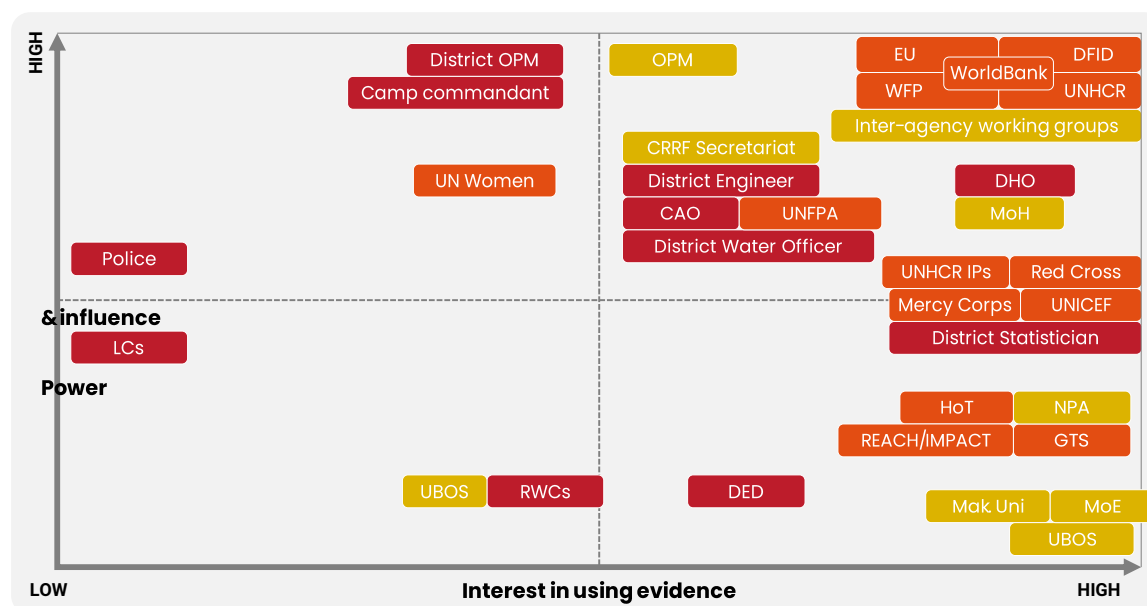 HIGH
District OPM
OPM
EU
DFID
WorldBank
Camp commandant
WFP
UNHCR
Inter-agency working groups
CRRF Secretariat
UN Women
District Engineer
DHO
CAO
UNFPA
MoH
District Water Officer
Police
UNHCR IPs
Red Cross
Mercy Corps
UNICEF
&influence
District Statistician
LCs
Power
HoT
NPA
REACH/IMPACT
GTS
UBOS
RWCs
DED
Mak. Uni
MoE
UBOS
LOW
Interest in using evidence
HIGH